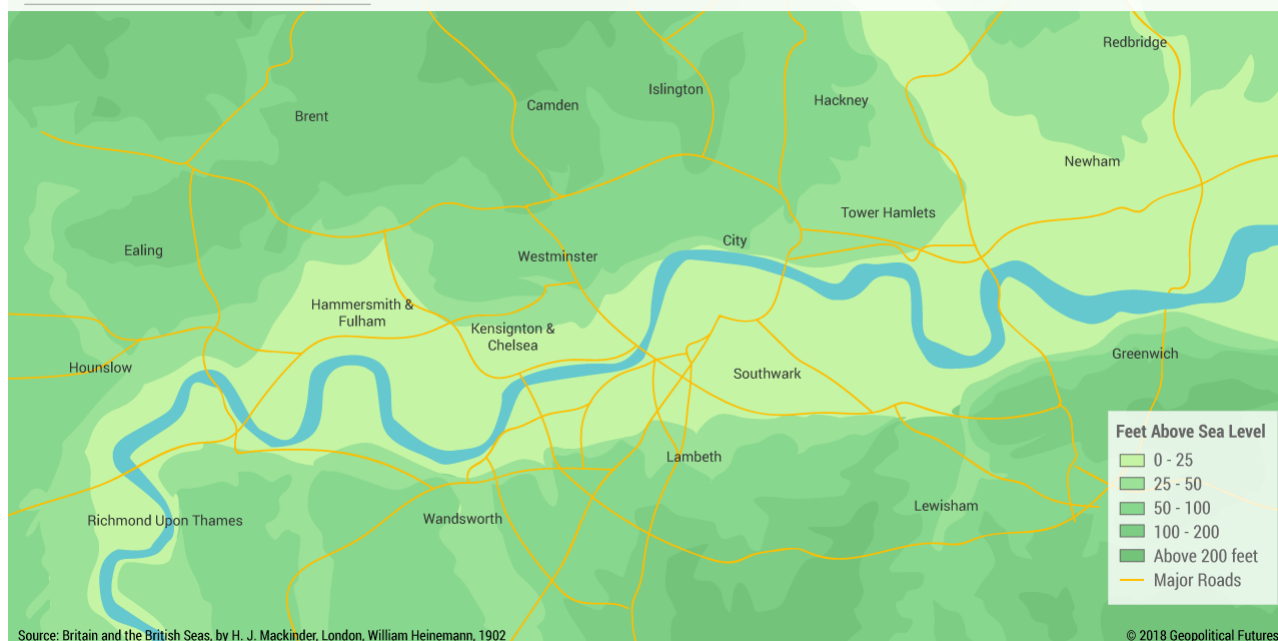 Redbridge
Islington
Camden
Hackney
Brent
Newham
Tower Hamlets
City
Ealing
Westminster
Hammersmith &
Fulham
Kensignton &
Chelsea
Hounslow
Greenwich
Southwark
Lambeth
Lewisham
Richmond Upon Thames
Wandsworth
Feet Above Sea Level
0 - 25
25 - 50
50 - 100
100 - 200
Above 200 feet
Major Roads
Source: Britain and the British Seas, by H. J. Mackinder, London, William Heinemann, 1902
© 2018 Geopolitical Futures